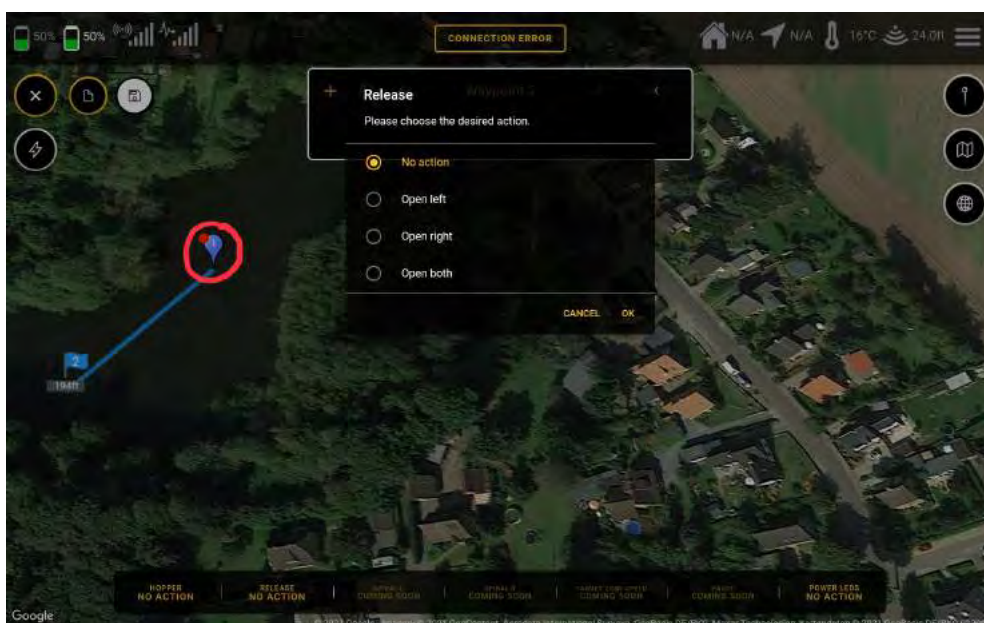 50%
50%
CONNECTION ERROR
N/A
N/A
16°C
24.0ft
Release
Please choose the desired action.
No action
Open left
Open right
Open both
CANCEL OK
1
2
194ft
HOPPER
NO ACTION
RELEASE
NO ACTION
COMING SOON
COMING SOON
COMING SOON
COMING SOON
POWER LEDS
NO ACTION
Google